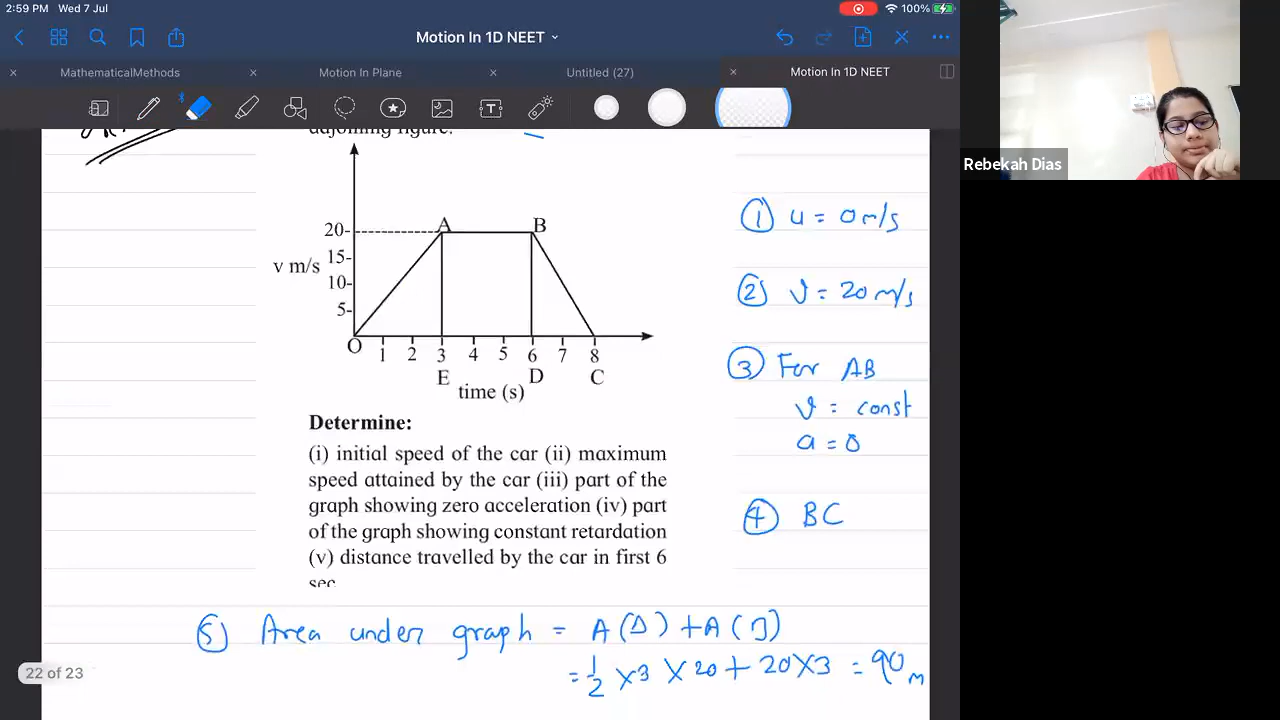 2:59 PM Wed 7 Jul
100%
Motion In 1D NEET
MathematicalMethods
Motion In Plane
Untitled (27)
Motion In 1D NEET
Rebekah Dias
adjoining figure.
20
15
10
5
v m/s
A
B
O
1 2 3 4 5 6 7 8
E D C
time (s)
Determine:
(i) initial speed of the car (ii) maximum
speed attained by the car (iii) part of the
graph showing zero acceleration (iv) part
of the graph showing constant retardation
(v) distance travelled by the car in first 6
sec
① u = 0 m/s
② v = 20 m/s
③ For AB
v = const
a = 0
④ BC
⑤ Area under graph = A (Δ) + A (▯)
= 1/2 × 3 × 20 + 20 × 3 = 90 m
22 of 23